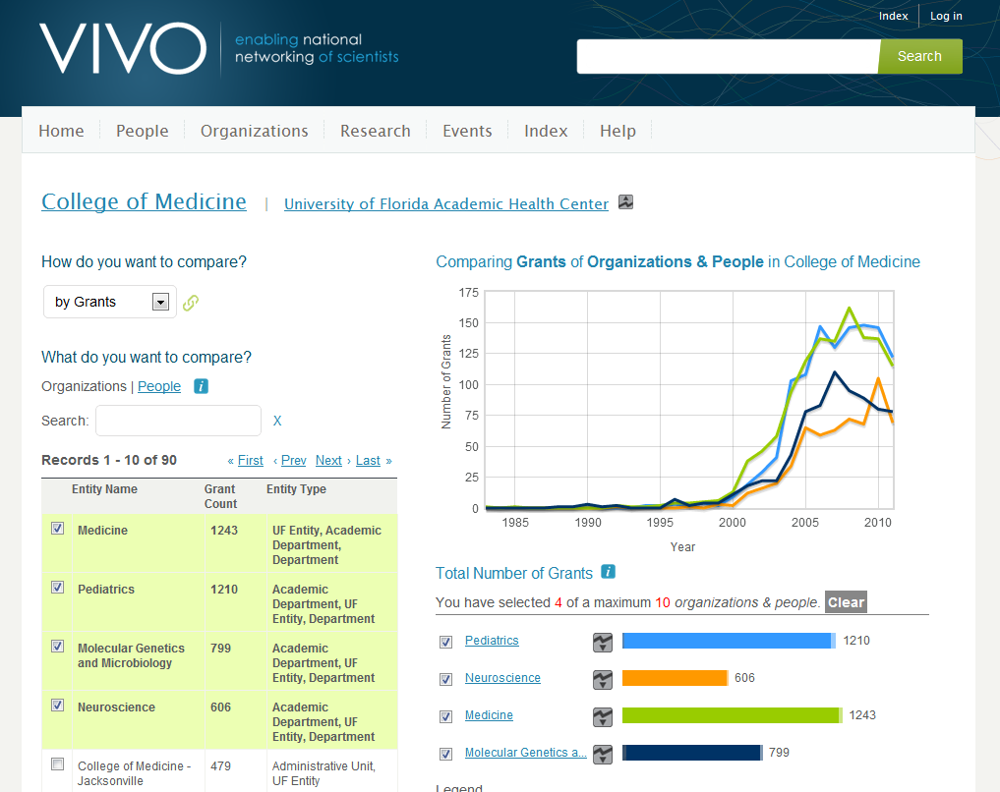 Index Log in
VIVO
enabling national
networking of scientists
Search
Home People Organizations Research Events Index Help
College of Medicine | University of Florida Academic Health Center
How do you want to compare?
by Grants
What do you want to compare?
Organizations | People i
Search: X
Records 1 - 10 of 90 « First ‹ Prev Next › Last »
Entity Name Grant Count Entity Type
Medicine 1243 UF Entity, Academic
Department,
Department
Pediatrics 1210 Academic
Department, UF
Entity, Department
Molecular Genetics 799 Academic
and Microbiology Department, UF
Entity, Department
Neuroscience 606 Academic
Department, UF
Entity, Department
College of Medicine - 479 Administrative Unit,
Jacksonville UF Entity
Comparing Grants of Organizations & People in College of Medicine
Number of Grants
175
150
125
100
75
50
25
0
1985 1990 1995 2000 2005 2010
Year
Total Number of Grants i
You have selected 4 of a maximum 10 organizations & people. Clear
Pediatrics 1210
Neuroscience 606
Medicine 1243
Molecular Genetics a... 799
Legend